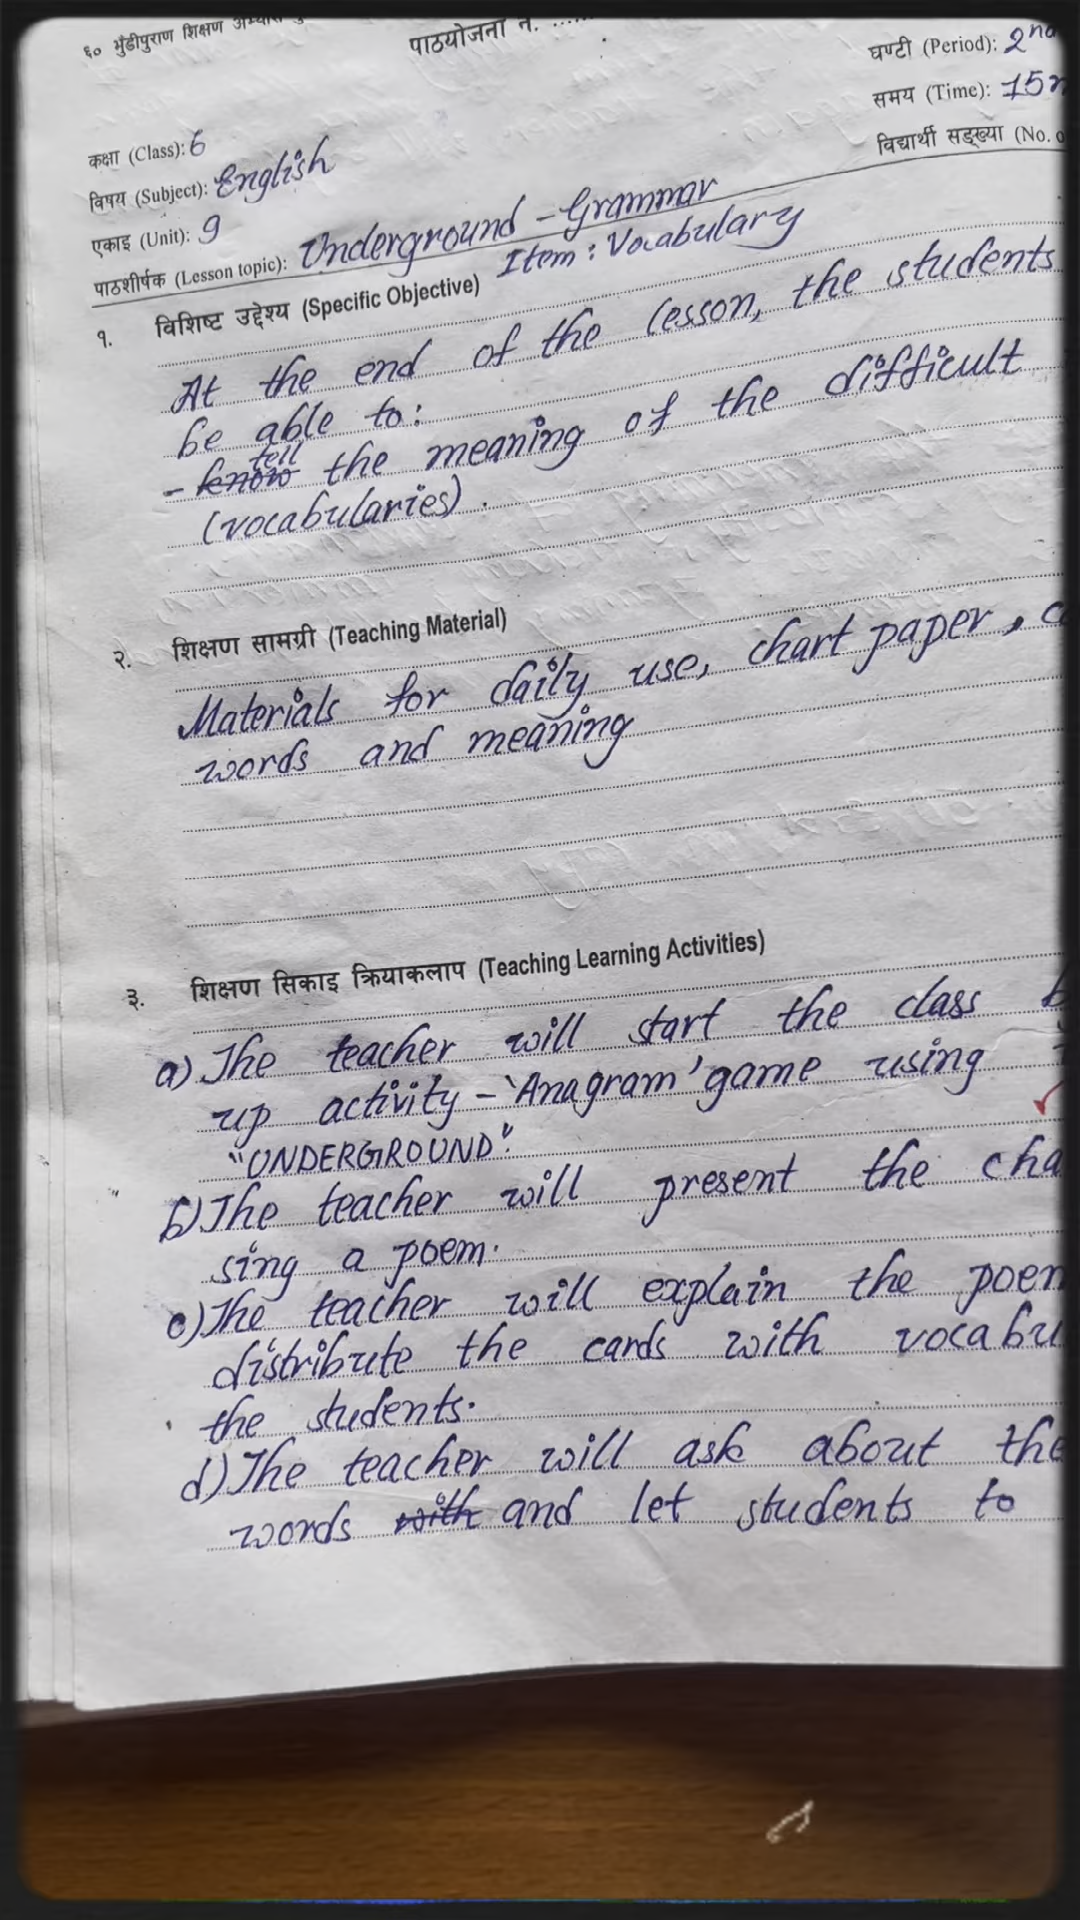 ६० भुँडीपुराण शिक्षण
पाठयोजना नं. ......
घण्टी (Period): 2nd
समय (Time): 15
कक्षा (Class): 6
विद्यार्थी सङ्ख्या (No.
विषय (Subject): English
एकाइ (Unit): 9
पाठशीर्षक (Lesson topic): Underground - Grammar
Item : Vocabulary
१. विशिष्ट उद्देश्य (Specific Objective)
At the end of the lesson, the students
be able to:
tell
- know the meaning of the difficult
(vocabularies).
२. शिक्षण सामग्री (Teaching Material)
Materials for daily use, chart paper,
words and meaning
३. शिक्षण सिकाइ क्रियाकलाप (Teaching Learning Activities)
a) The teacher will start the class
up activity - 'Anagram' game using
"UNDERGROUND".
b) The teacher will present the cha
sing a poem.
c) The teacher will explain the poem
distribute the cards with vocabu
the students.
d) The teacher will ask about the
words with and let students to